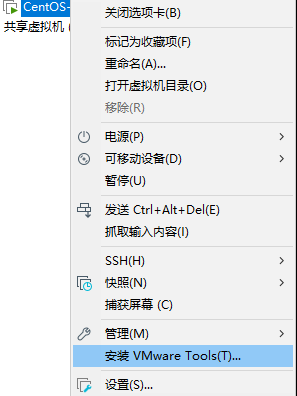 CentOS-
共享虚拟机 (
关闭选项卡(B)
标记为收藏项(F)
重命名(A)...
打开虚拟机目录(O)
移除(R)
电源(P)
可移动设备(D)
暂停(U)
发送 Ctrl+Alt+Del(E)
抓取输入内容(I)
SSH(H)
快照(N)
捕获屏幕 (C)
管理(M)
安装 VMware Tools(T)...
设置(S)...